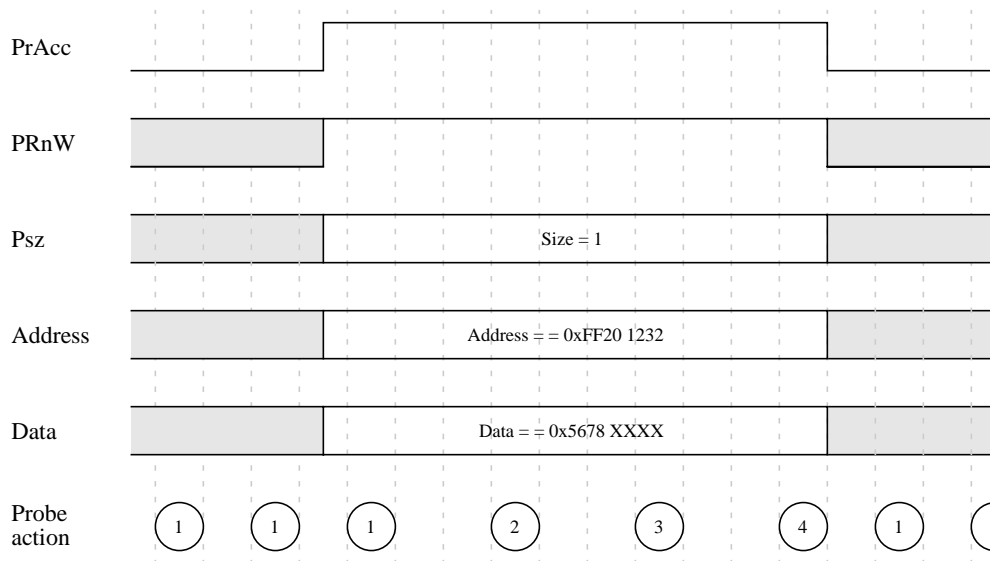 PrAcc
PRnW
Psz
Size = 1
Address
Address = = 0xFF20 1232
Data
Data = = 0x5678 XXXX
Probe
action
1 1 1 2 3 4 1